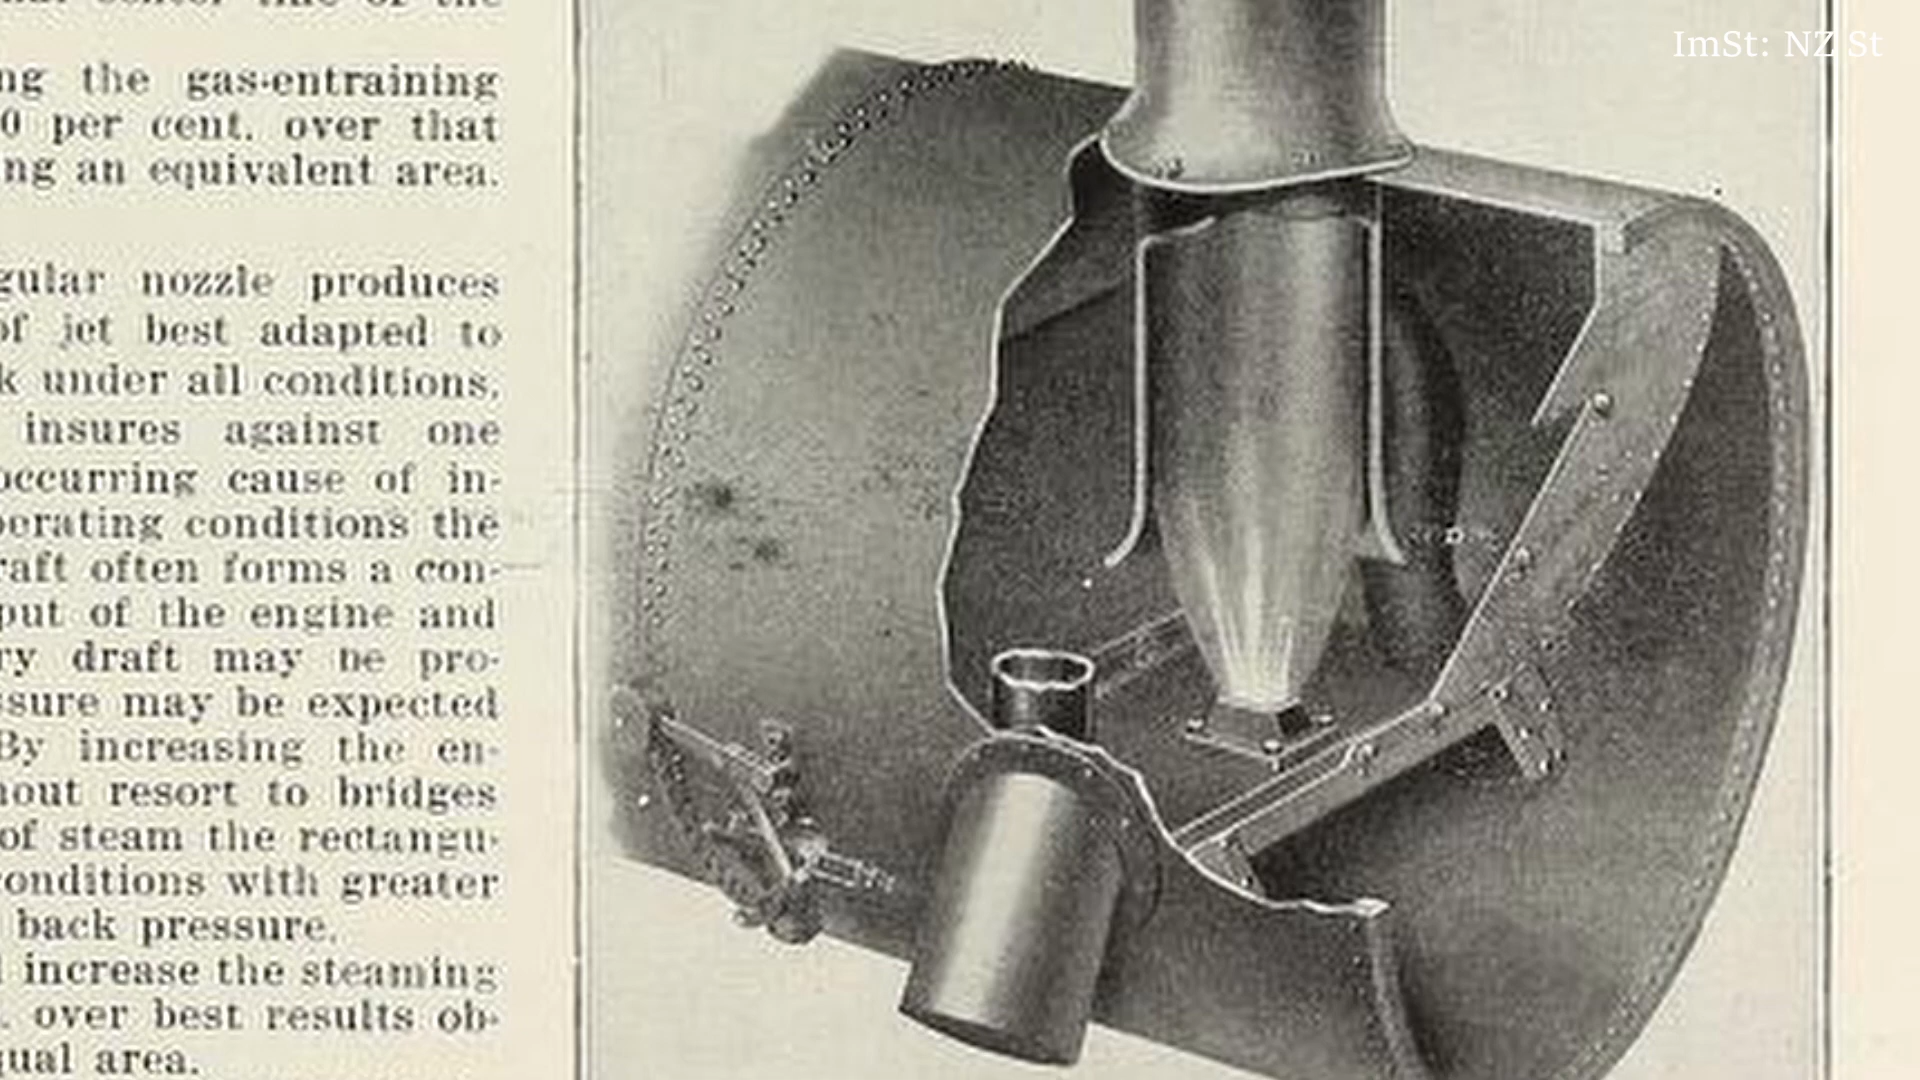 ing the gas-entraining
0 per cent. over that
ng an equivalent area.
gular nozzle produces
of jet best adapted to
k under all conditions.
insures against one
occurring cause of in-
perating conditions the
raft often forms a con-
put of the engine and
ry draft may be pro-
ssure may be expected
By increasing the en-
hout resort to bridges
of steam the rectangu-
conditions with greater
back pressure.
increase the steaming
. over best results ob-
qual area.
ImSt: NZ St